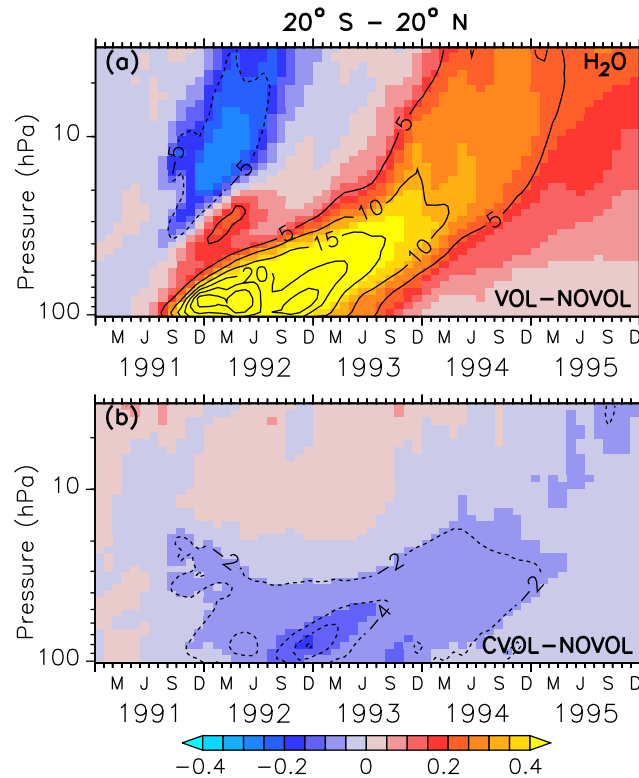 20° S – 20° N
(a)
H₂O
Pressure (hPa)
10
100
-5
-5
5
5
10
5
15
10
5
20
VOL–NOVOL
M J S D M J S D M J S D M J S D M J S D
1991 1992 1993 1994 1995
(b)
Pressure (hPa)
10
100
-2
-2
-4
-2
CVOL–NOVOL
M J S D M J S D M J S D M J S D M J S D
1991 1992 1993 1994 1995
−0.4 −0.2 0 0.2 0.4